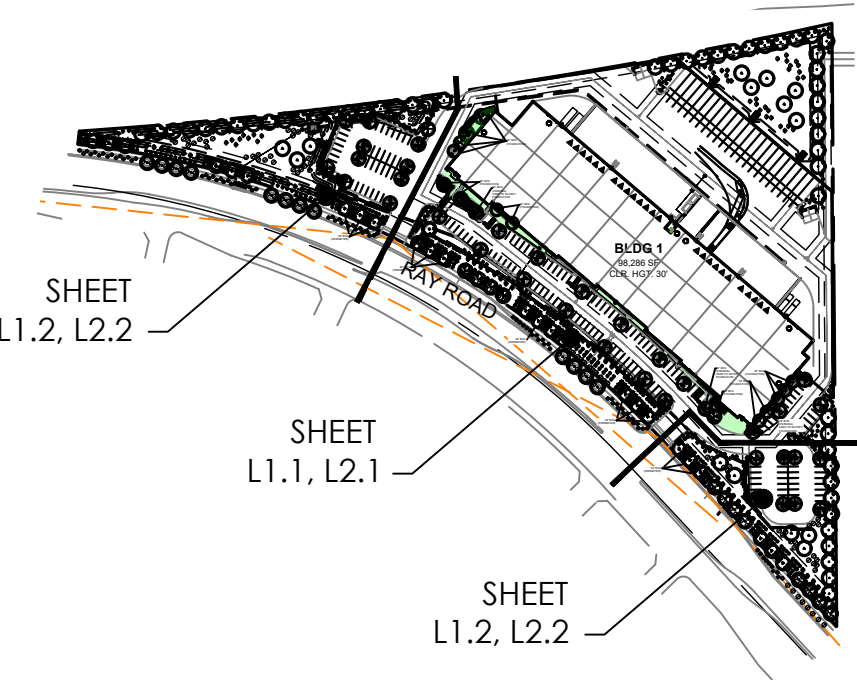 BLDG 1
98,286 SF
CLR. HGT. 30'
RAY ROAD
SHEET
L1.2, L2.2
SHEET
L1.1, L2.1
SHEET
L1.2, L2.2